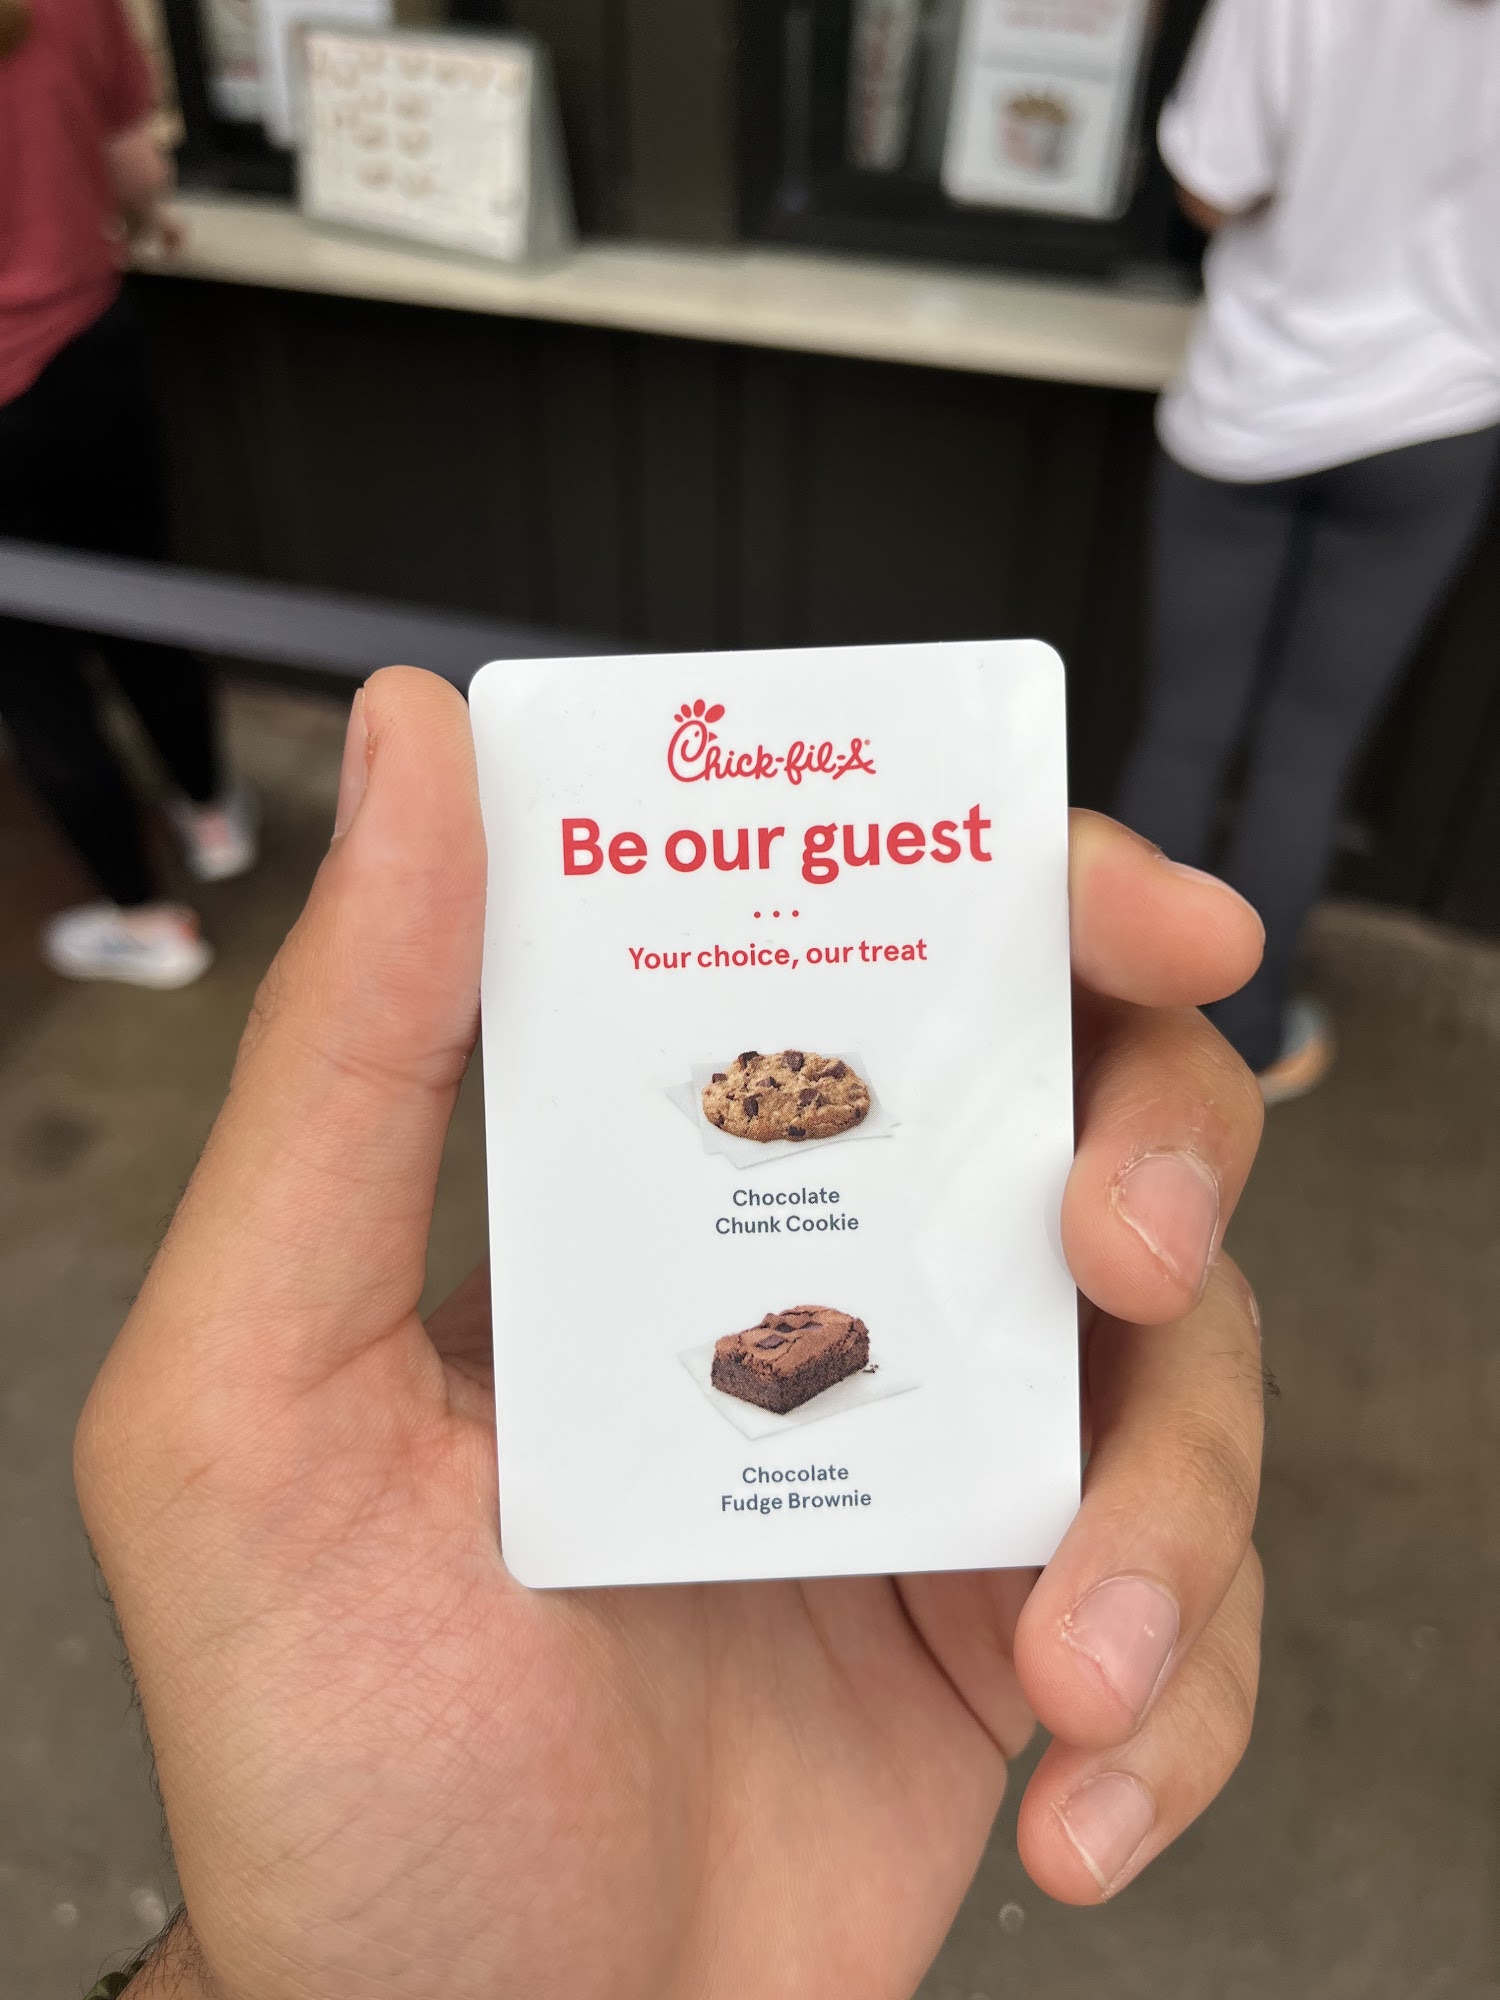 Chick-fil-A®
Be our guest
...
Your choice, our treat
Chocolate
Chunk Cookie
Chocolate
Fudge Brownie